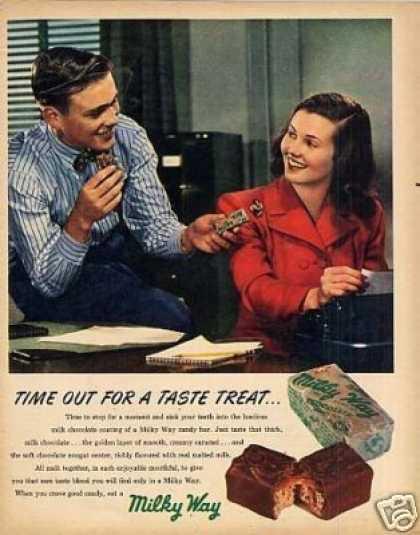 TIME OUT FOR A TASTE TREAT...
Time to stop for a moment and sink your teeth into the luscious
milk chocolate coating of a Milky Way candy bar. Just taste that thick,
milk chocolate... the golden layer of smooth, creamy caramel... and
the soft chocolate nougat center, richly flavored with real malted milk.
All melt together, in each enjoyable mouthful, to give
you that rare taste blend you will find only in a Milky Way.
When you crave good candy, eat a
Milky Way
Milky Way